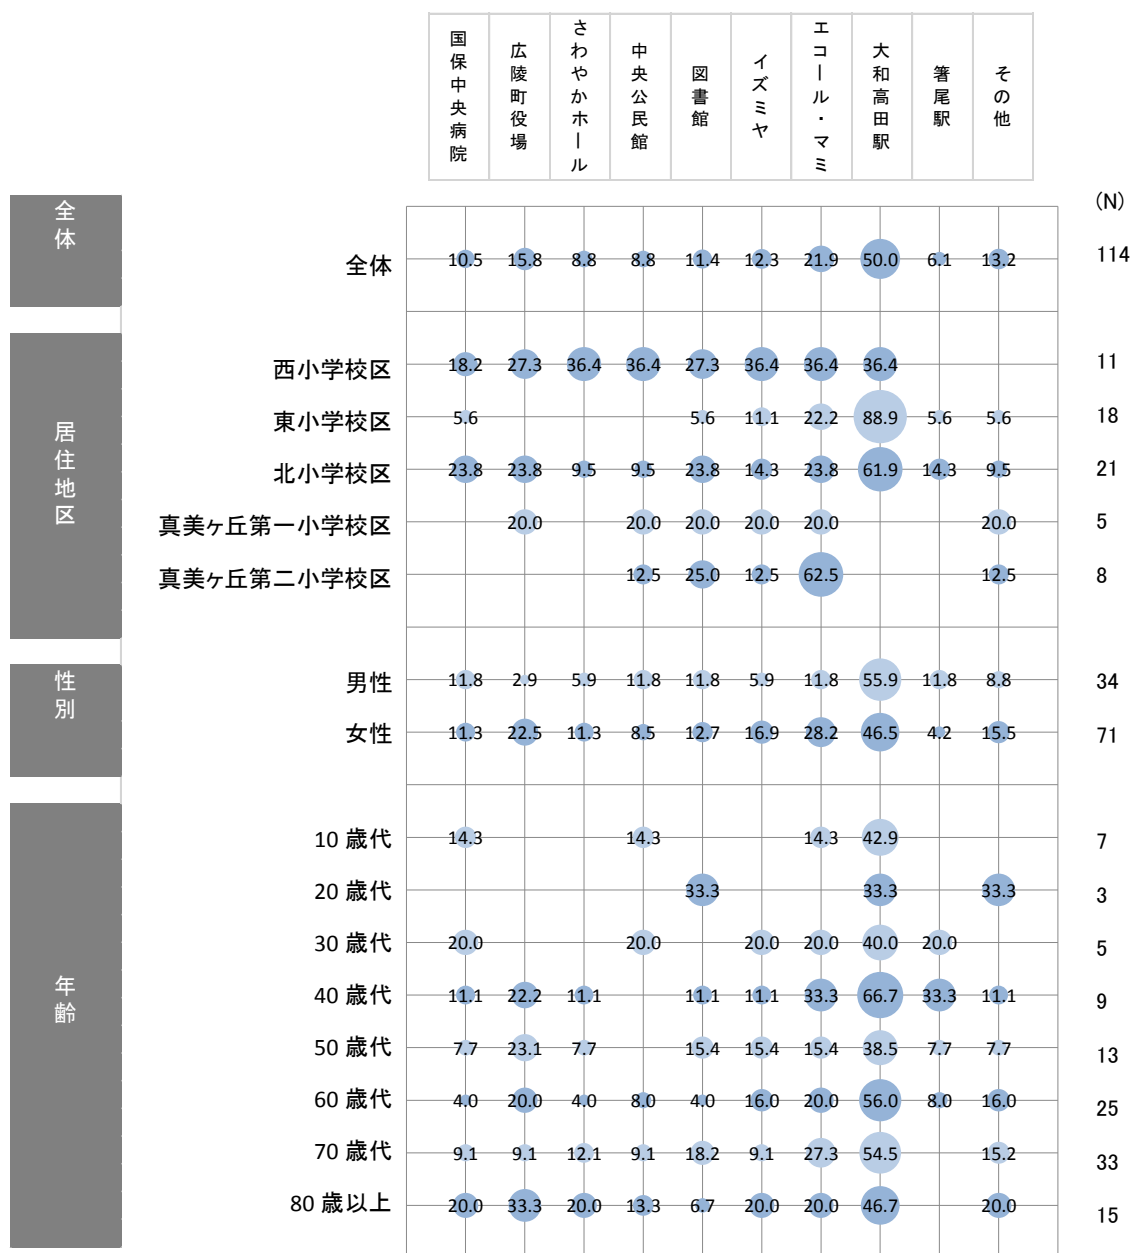 国保中央病院
広陵町役場
さわやかホール
中央公民館
図書館
イズミヤ
エコール・マミ
大和高田駅
箸尾駅
その他
(N)
全体
全体 10.5 15.8 8.8 8.8 11.4 12.3 21.9 50.0 6.1 13.2 114
居住地区
西小学校区 18.2 27.3 36.4 36.4 27.3 36.4 36.4 36.4 11
東小学校区 5.6 5.6 11.1 22.2 88.9 5.6 5.6 18
北小学校区 23.8 23.8 9.5 9.5 23.8 14.3 23.8 61.9 14.3 9.5 21
真美ヶ丘第一小学校区 20.0 20.0 20.0 20.0 20.0 20.0 5
真美ヶ丘第二小学校区 12.5 25.0 12.5 62.5 12.5 8
性別
男性 11.8 2.9 5.9 11.8 11.8 5.9 11.8 55.9 11.8 8.8 34
女性 11.3 22.5 11.3 8.5 12.7 16.9 28.2 46.5 4.2 15.5 71
年齢
10 歳代 14.3 14.3 14.3 42.9 7
20 歳代 33.3 33.3 33.3 3
30 歳代 20.0 20.0 20.0 20.0 40.0 20.0 5
40 歳代 11.1 22.2 11.1 11.1 11.1 33.3 66.7 33.3 11.1 9
50 歳代 7.7 23.1 7.7 15.4 15.4 15.4 38.5 7.7 7.7 13
60 歳代 4.0 20.0 4.0 8.0 4.0 16.0 20.0 56.0 8.0 16.0 25
70 歳代 9.1 9.1 12.1 9.1 18.2 9.1 27.3 54.5 15.2 33
80 歳以上 20.0 33.3 20.0 13.3 6.7 20.0 20.0 46.7 20.0 15